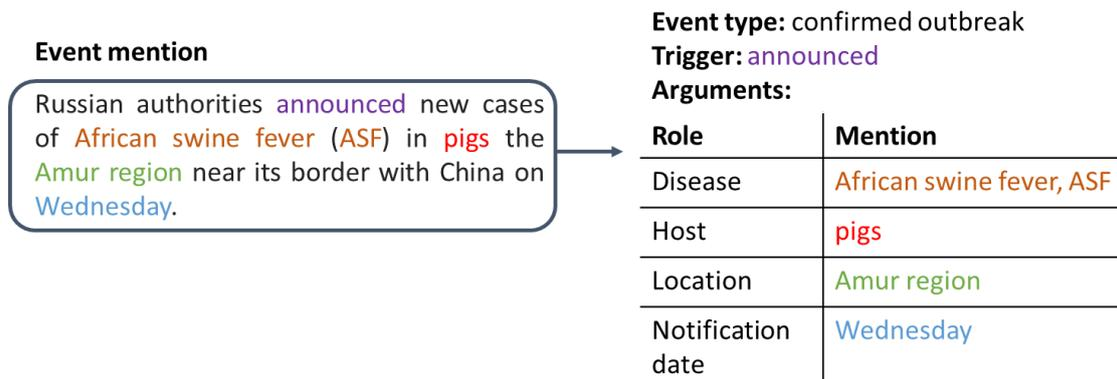 Event mention
Russian authorities announced new cases
of African swine fever (ASF) in pigs the
Amur region near its border with China on
Wednesday.
Event type: confirmed outbreak
Trigger: announced
Arguments:
Role Mention
Disease African swine fever, ASF
Host pigs
Location Amur region
Notification Wednesday
date